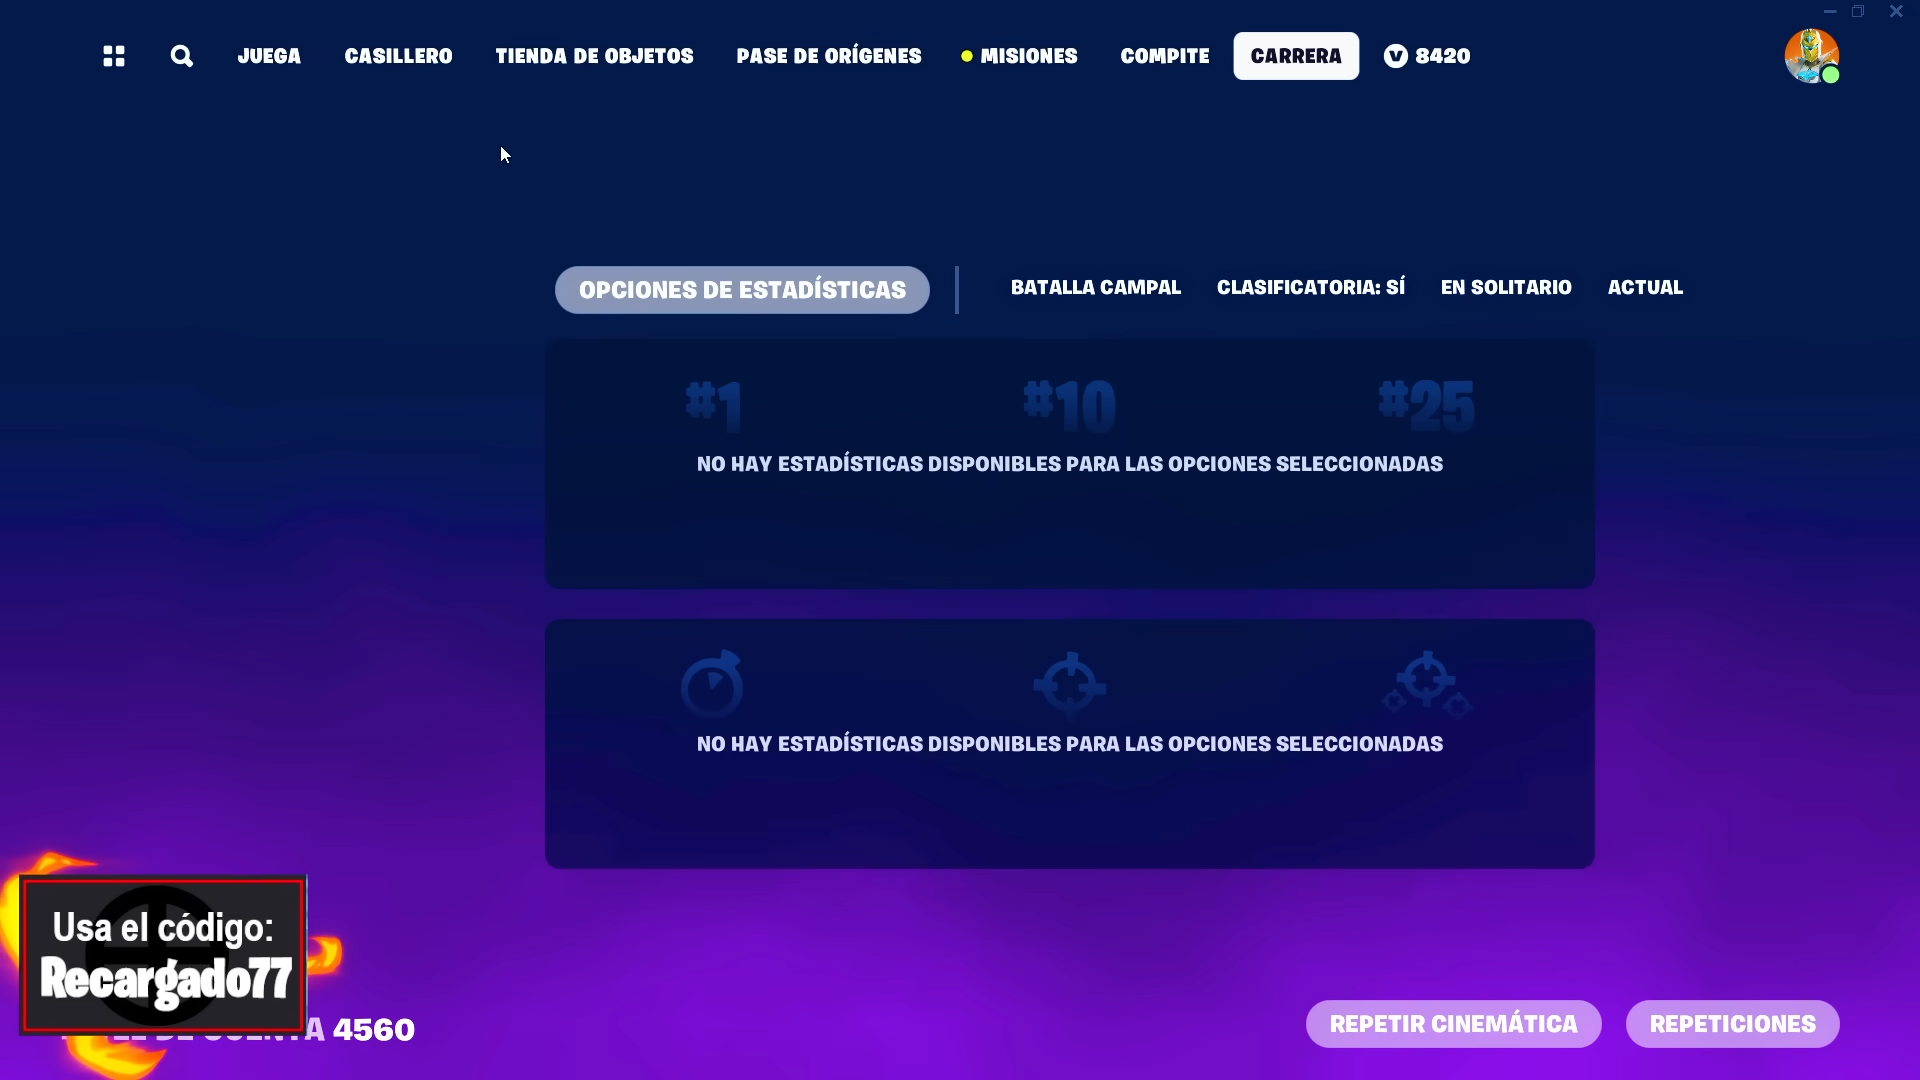 JUEGA CASILLERO TIENDA DE OBJETOS PASE DE ORÍGENES MISIONES COMPITE CARRERA V 8420
OPCIONES DE ESTADÍSTICAS BATALLA CAMPAL CLASIFICATORIA: SÍ EN SOLITARIO ACTUAL
#1 #10 #25
NO HAY ESTADÍSTICAS DISPONIBLES PARA LAS OPCIONES SELECCIONADAS
NO HAY ESTADÍSTICAS DISPONIBLES PARA LAS OPCIONES SELECCIONADAS
Usa el código:
Recargado77
4560
REPETIR CINEMÁTICA REPETICIONES